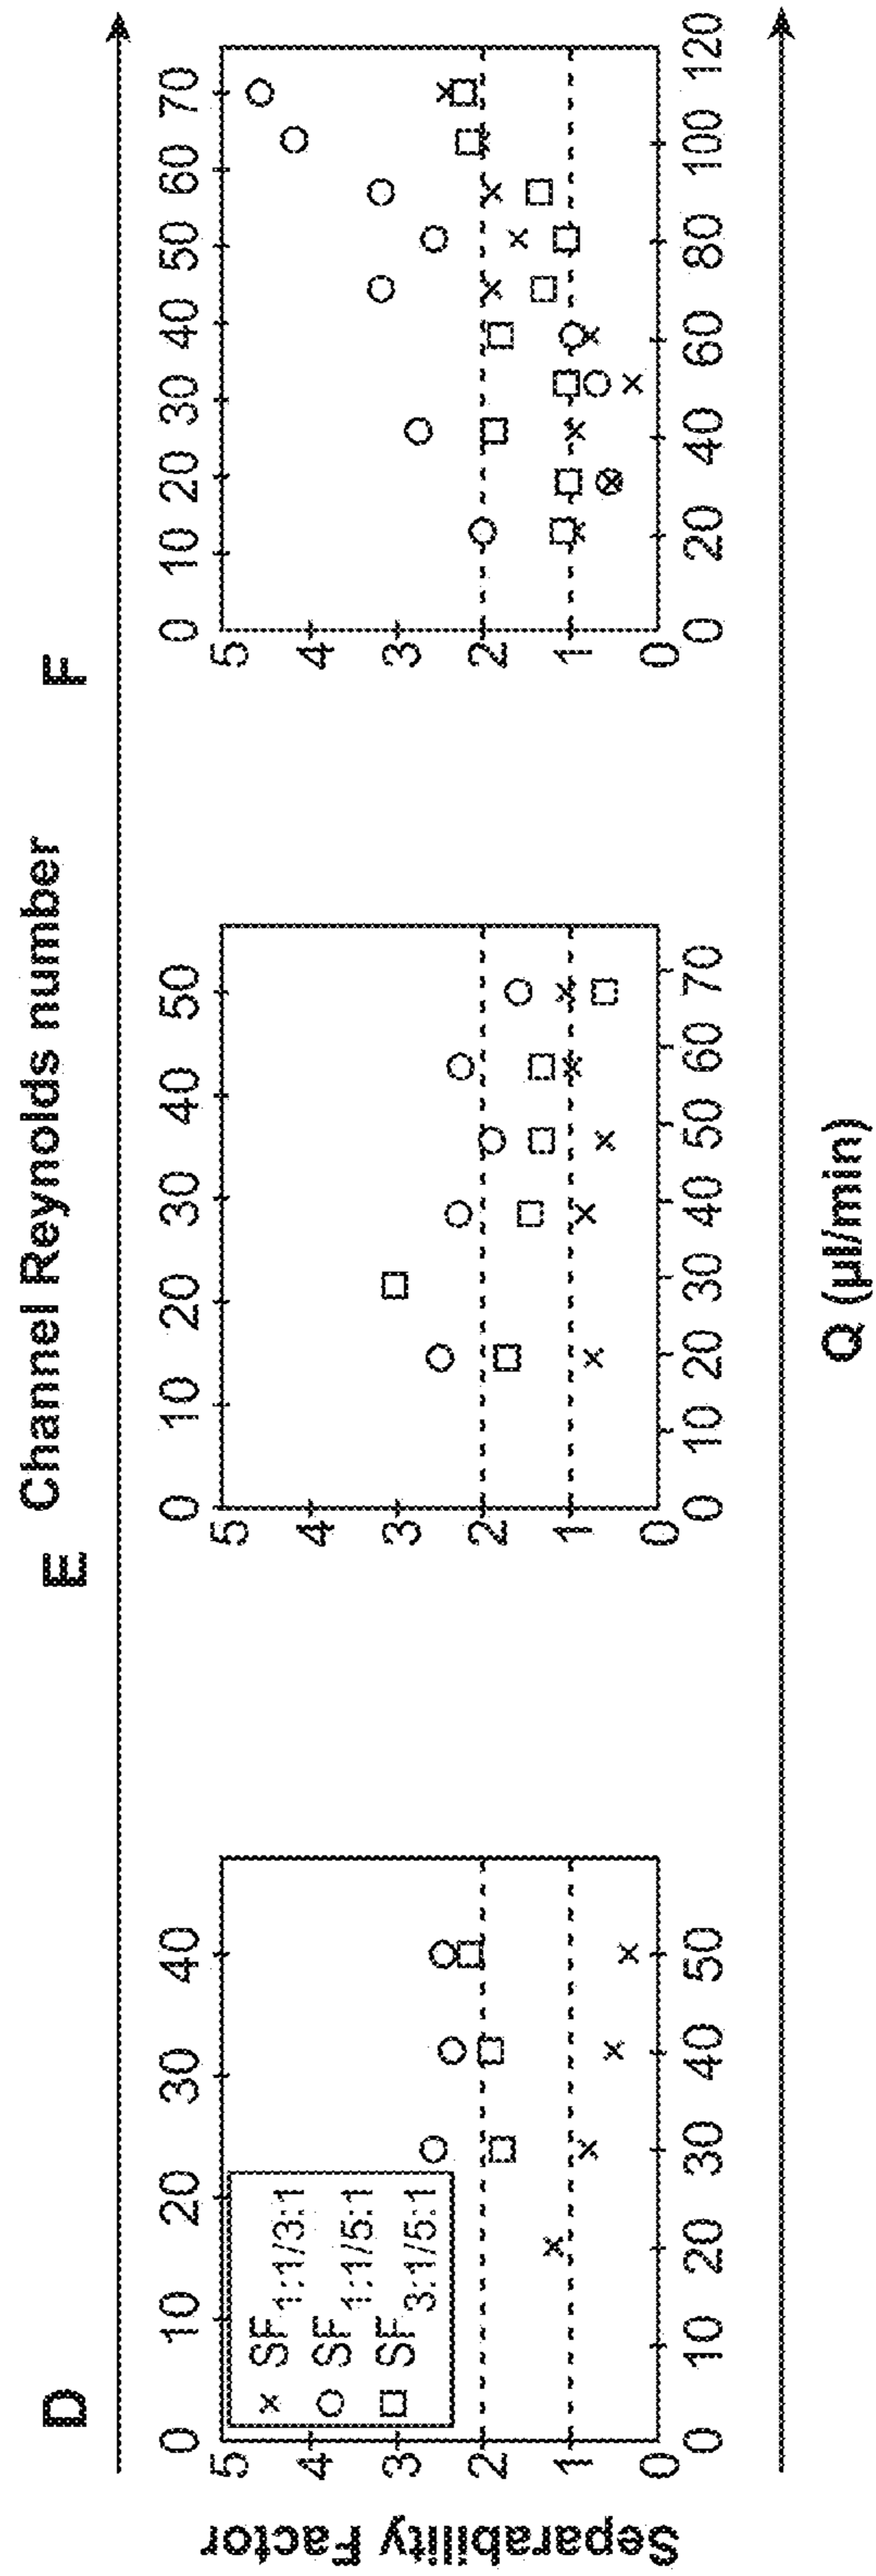 Channel Reynolds number
D
E
F
0 10 20 30 40
0 10 20 30 40 50
0 10 20 30 40 50 60 70
Separability Factor
5
4
3
2
1
0
× SF1:1/3:1
○ SF1:1/5:1
□ SF3:1/5:1
5
4
3
2
1
0
5
4
3
2
1
0
0 10 20 30 40 50
0 10 20 30 40 50 60 70
0 20 40 60 80 100 120
Q (µl/min)